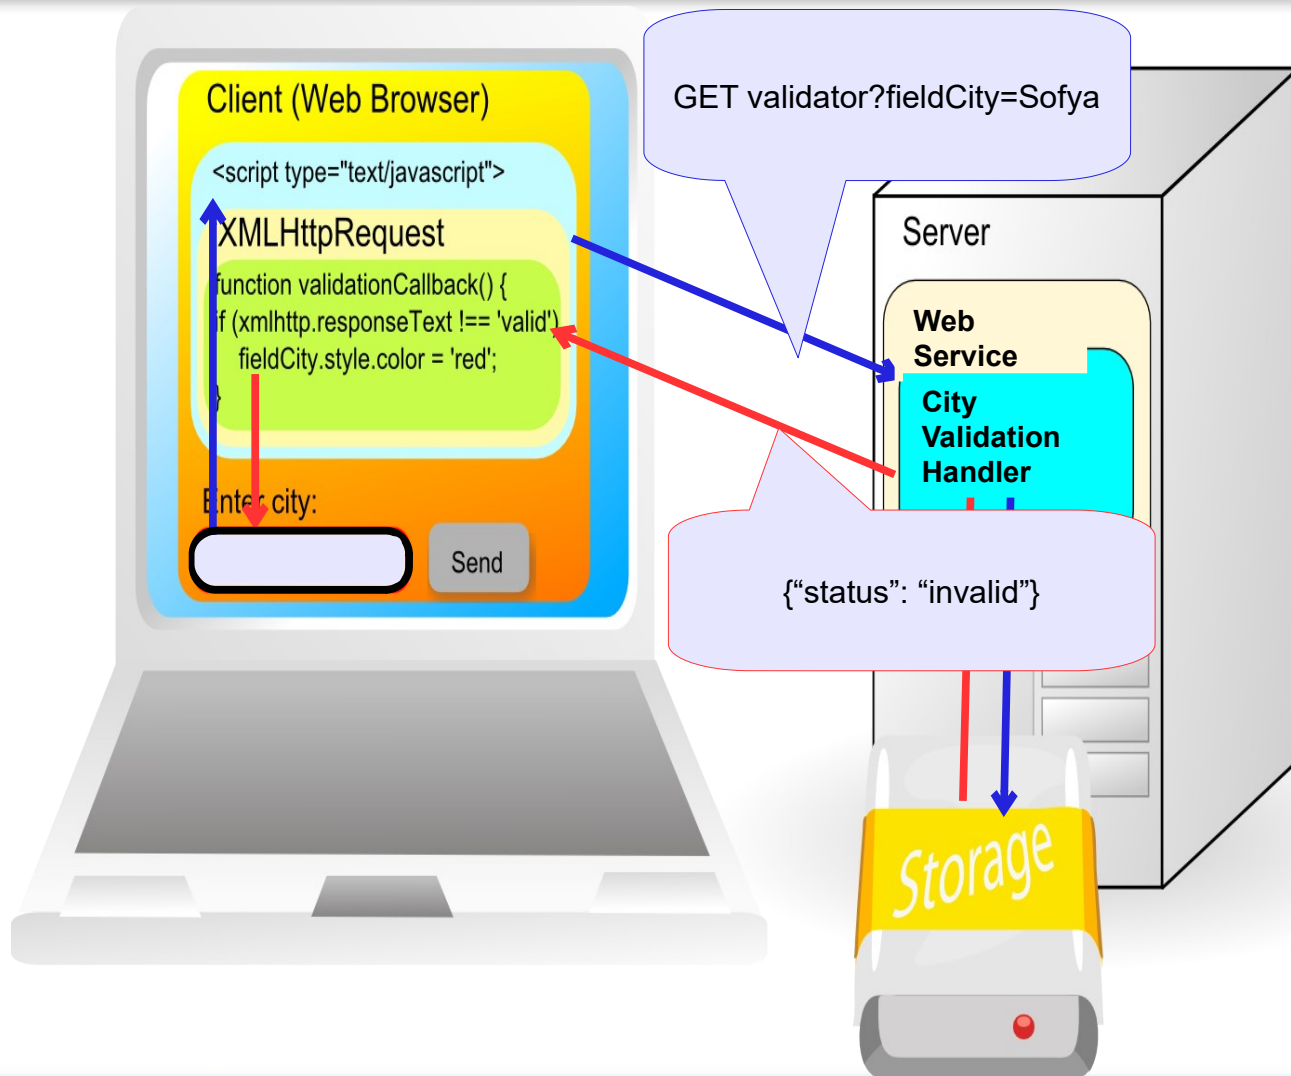 Client (Web Browser)
<script type="text/javascript">
XMLHttpRequest
function validationCallback() {
if (xmlhttp.responseText !== 'valid')
fieldCity.style.color = 'red';
}
Enter city:
Send
GET validator?fieldCity=Sofya
Server
Web
Service
City
Validation
Handler
{“status”: “invalid”}
Storage